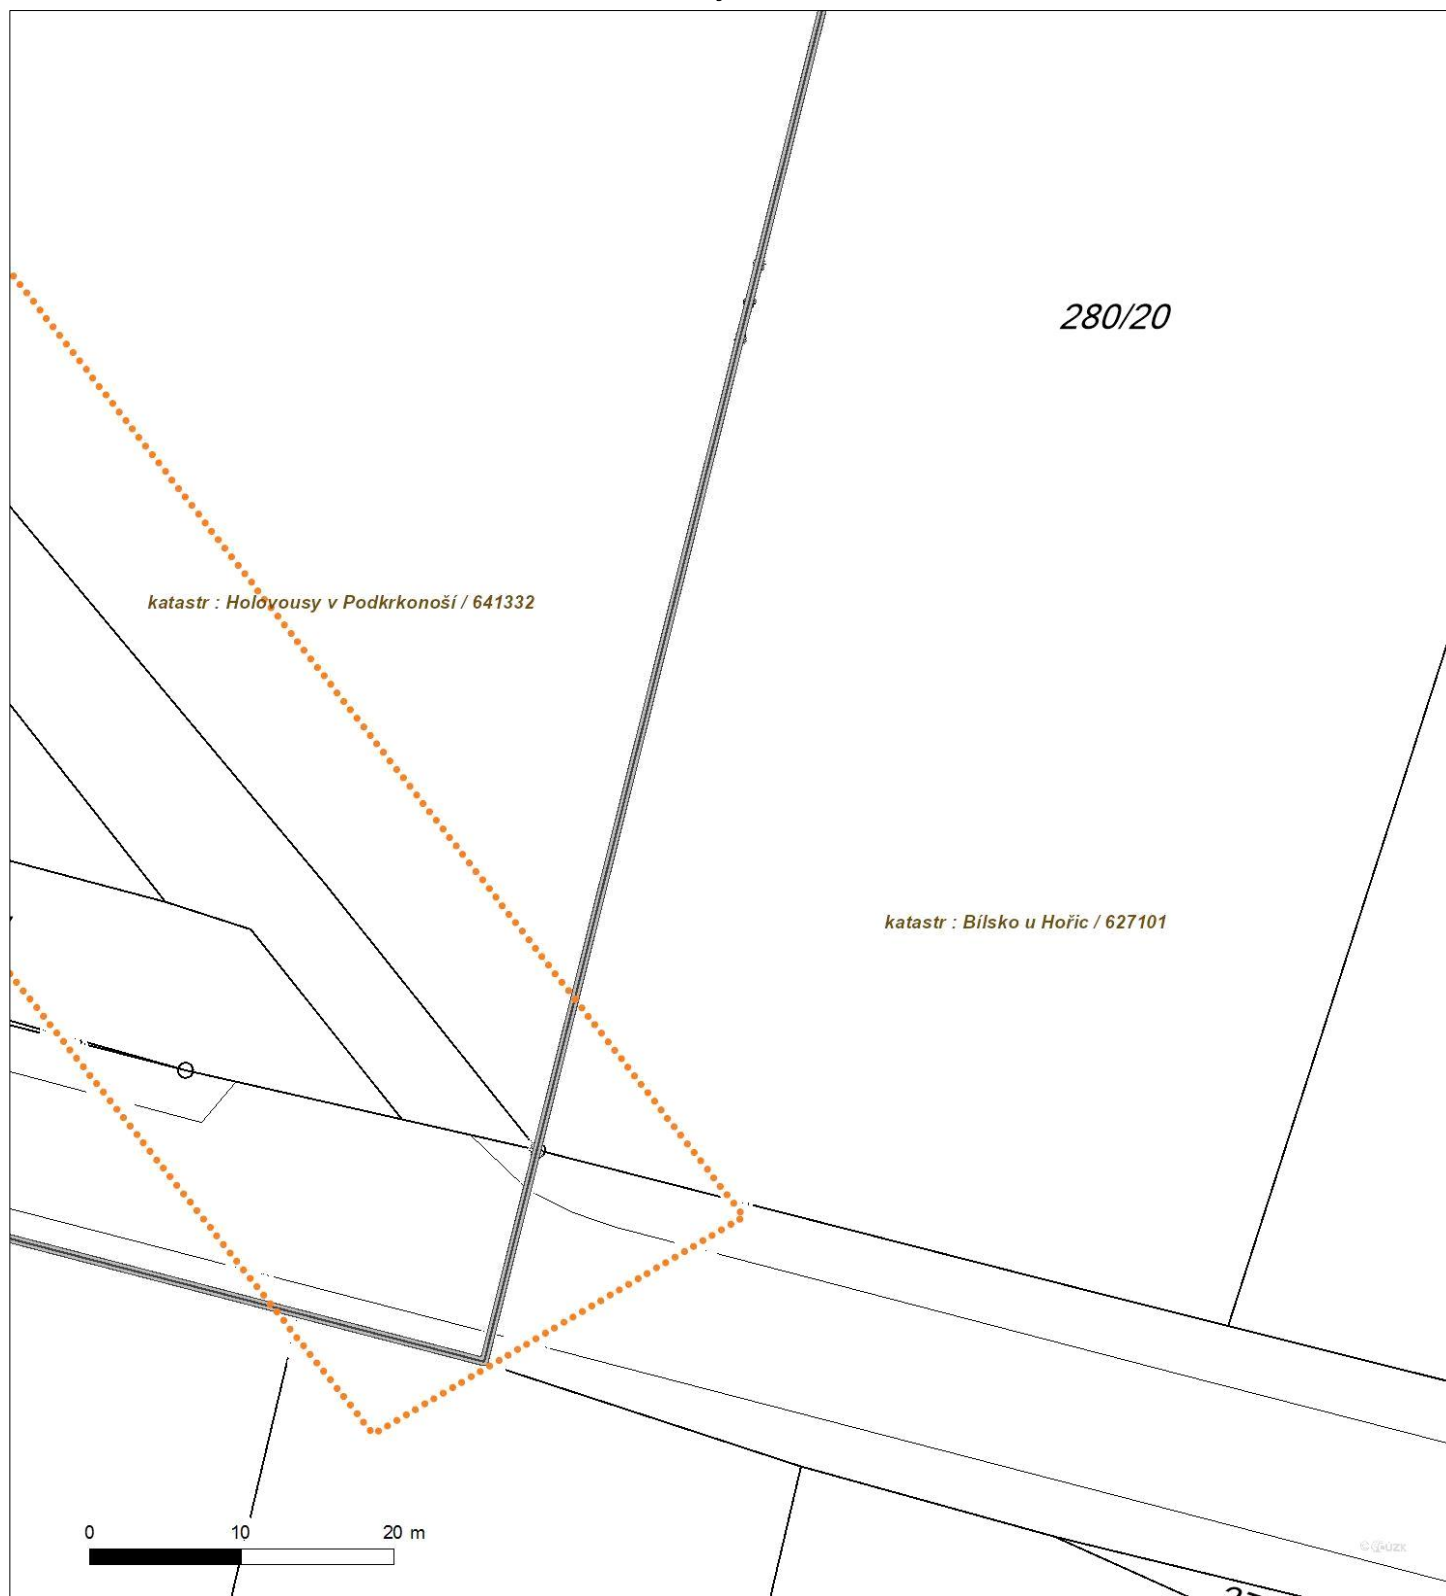 280/20
katastr : Holovousy v Podkrkonoší / 641332
katastr : Bílsko u Hořic / 627101
0 10 20 m